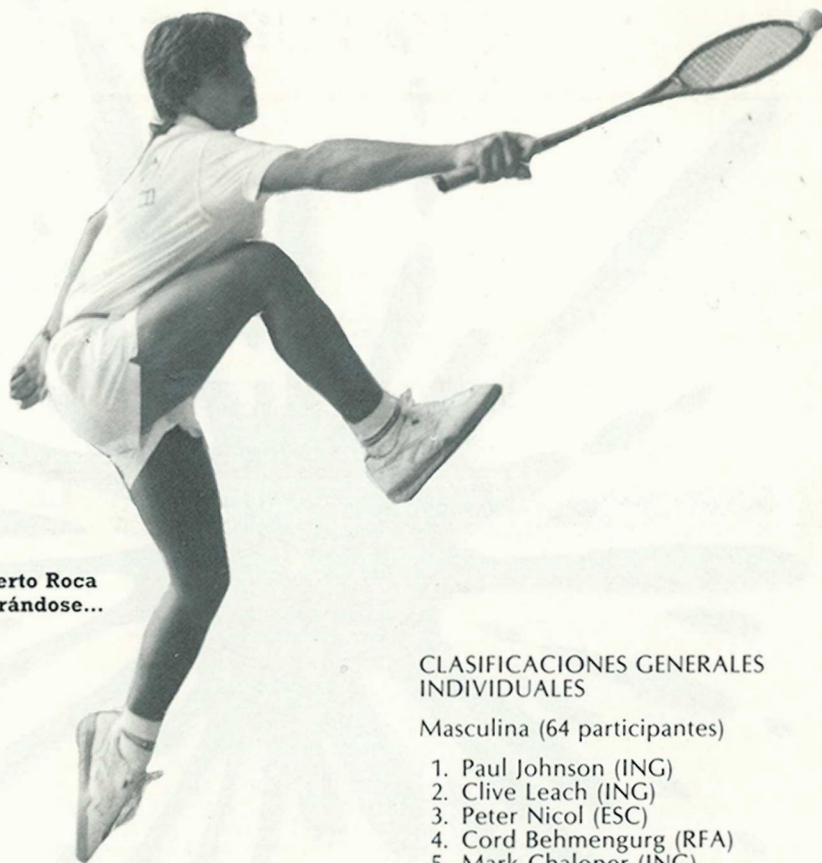 erto Roca
rándose...
CLASIFICACIONES GENERALES
INDIVIDUALES
Masculina (64 participantes)
1. Paul Johnson (ING)
2. Clive Leach (ING)
3. Peter Nicol (ESC)
4. Cord Behmengurg (RFA)
5. Mark Chaloner (ING)